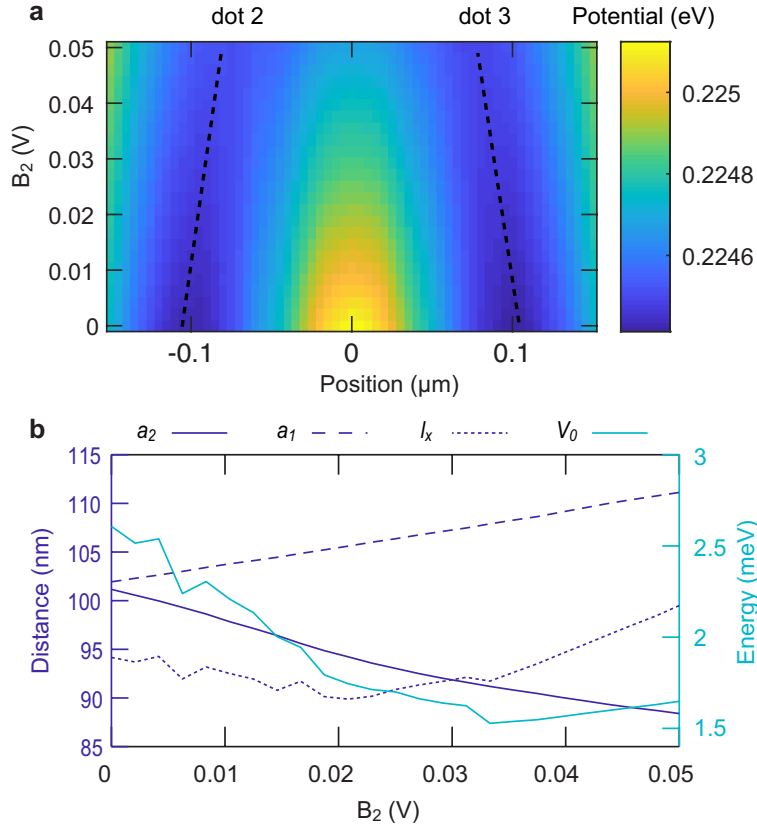 a
dot 2
dot 3
Potential (eV)
0.05
0.04
0.03
0.02
0.01
0
B₂ (V)
-0.1
0
0.1
Position (μm)
0.225
0.2248
0.2246
b
a₂
a₁
lₓ
V₀
115
110
105
100
95
90
85
Distance (nm)
3
2.5
2
1.5
Energy (meV)
0
0.01
0.02
0.03
0.04
0.05
B₂ (V)